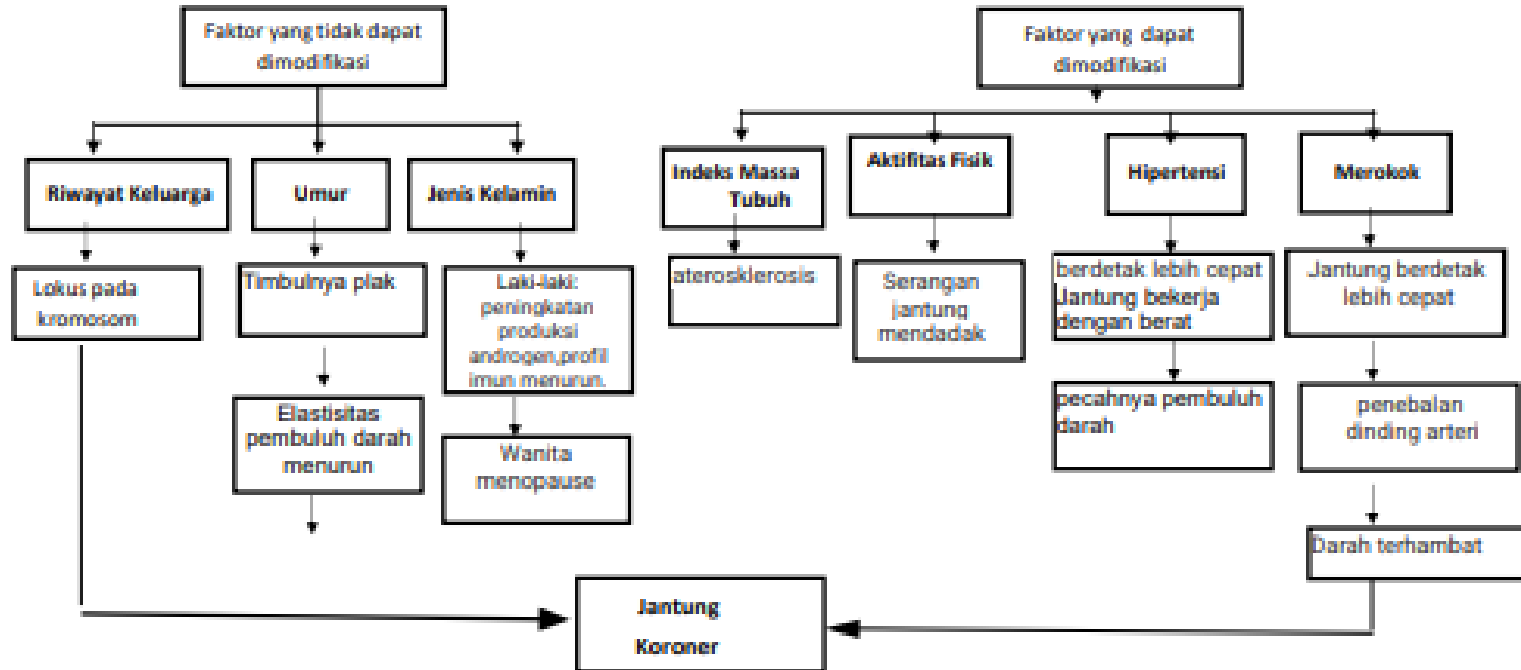 Faktor yang tidak dapat
dimodifikasi
Faktor yang dapat
dimodifikasi
Riwayat Keluarga
Umur
Jenis Kelamin
Indeks Massa
Tubuh
Aktifitas Fisik
Hipertensi
Merokok
Lokus pada
kromosom
Timbulnya plak
Laki-laki:
peningkatan
produksi
androgen,profil
imun menurun.
aterosklerosis
Serangan
jantung
mendadak
berdetak lebih cepat
Jantung bekerja
dengan berat
Jantung berdetak
lebih cepat
Elastisitas
pembuluh darah
menurun
Wanita
menopause
pecahnya pembuluh
darah
penebalan
dinding arteri
Darah terhambat
Jantung
Koroner